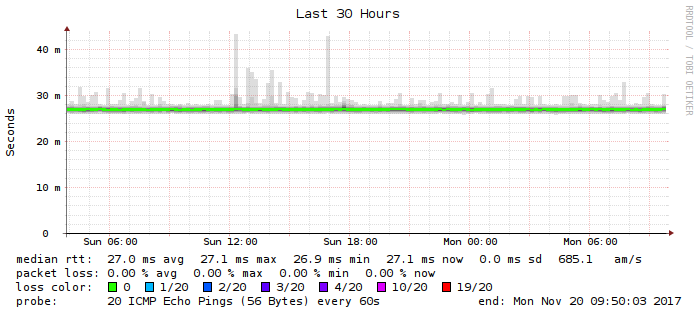 Last 30 Hours
RRDTOOL / TOBI OETIKER
Seconds
40 m
30 m
20 m
10 m
0
Sun 06:00 Sun 12:00 Sun 18:00 Mon 00:00 Mon 06:00
median rtt: 27.0 ms avg 27.1 ms max 26.9 ms min 27.1 ms now 0.0 ms sd 685.1 am/s
packet loss: 0.00 % avg 0.00 % max 0.00 % min 0.00 % now
loss color: 0 1/20 2/20 3/20 4/20 10/20 19/20
probe: 20 ICMP Echo Pings (56 Bytes) every 60s end: Mon Nov 20 09:50:03 2017